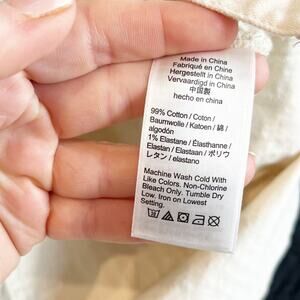 Made in China
Fabriqué en Chine
Hergestellt in China
Vervaardigd in China
中国製
hecho en china
99% Cotton / Coton /
Baumwolle / Katoen / 綿 /
algodón
1% Elastane / Élasthanne /
Elastan / Elastaan / ポリウ
レタン / elastano
Machine Wash Cold With
Like Colors. Non-Chlorine
Bleach Only. Tumble Dry
Low. Iron on Lowest
Setting.